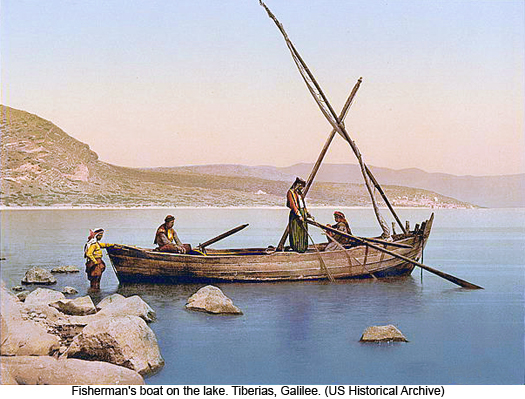 Fisherman's boat on the lake. Tiberias, Galilee. (US Historical Archive)